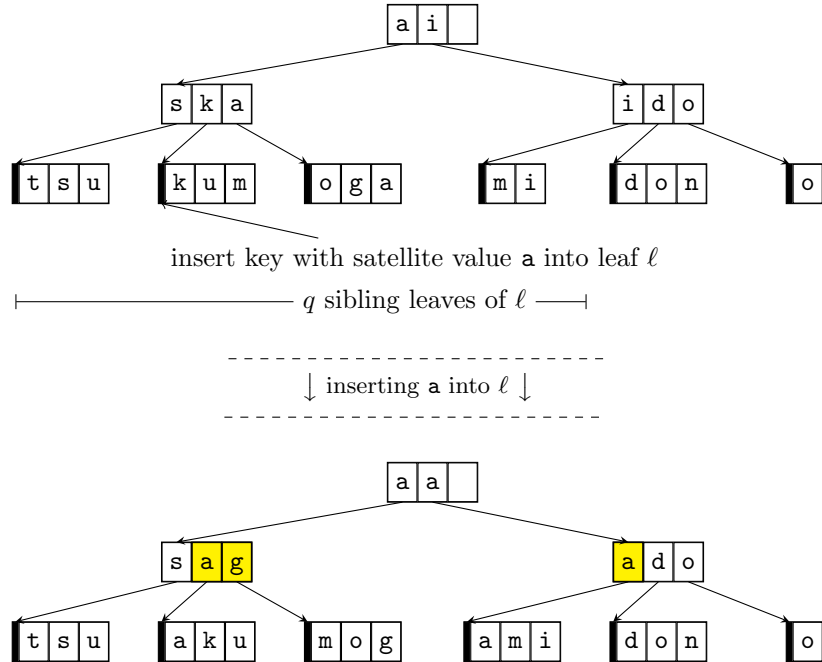 a i
s k a i d o
t s u k u m o g a m i d o n o
insert key with satellite value a into leaf ℓ
q sibling leaves of ℓ
↓ inserting a into ℓ ↓
a a
s a g a d o
t s u a k u m o g a m i d o n o